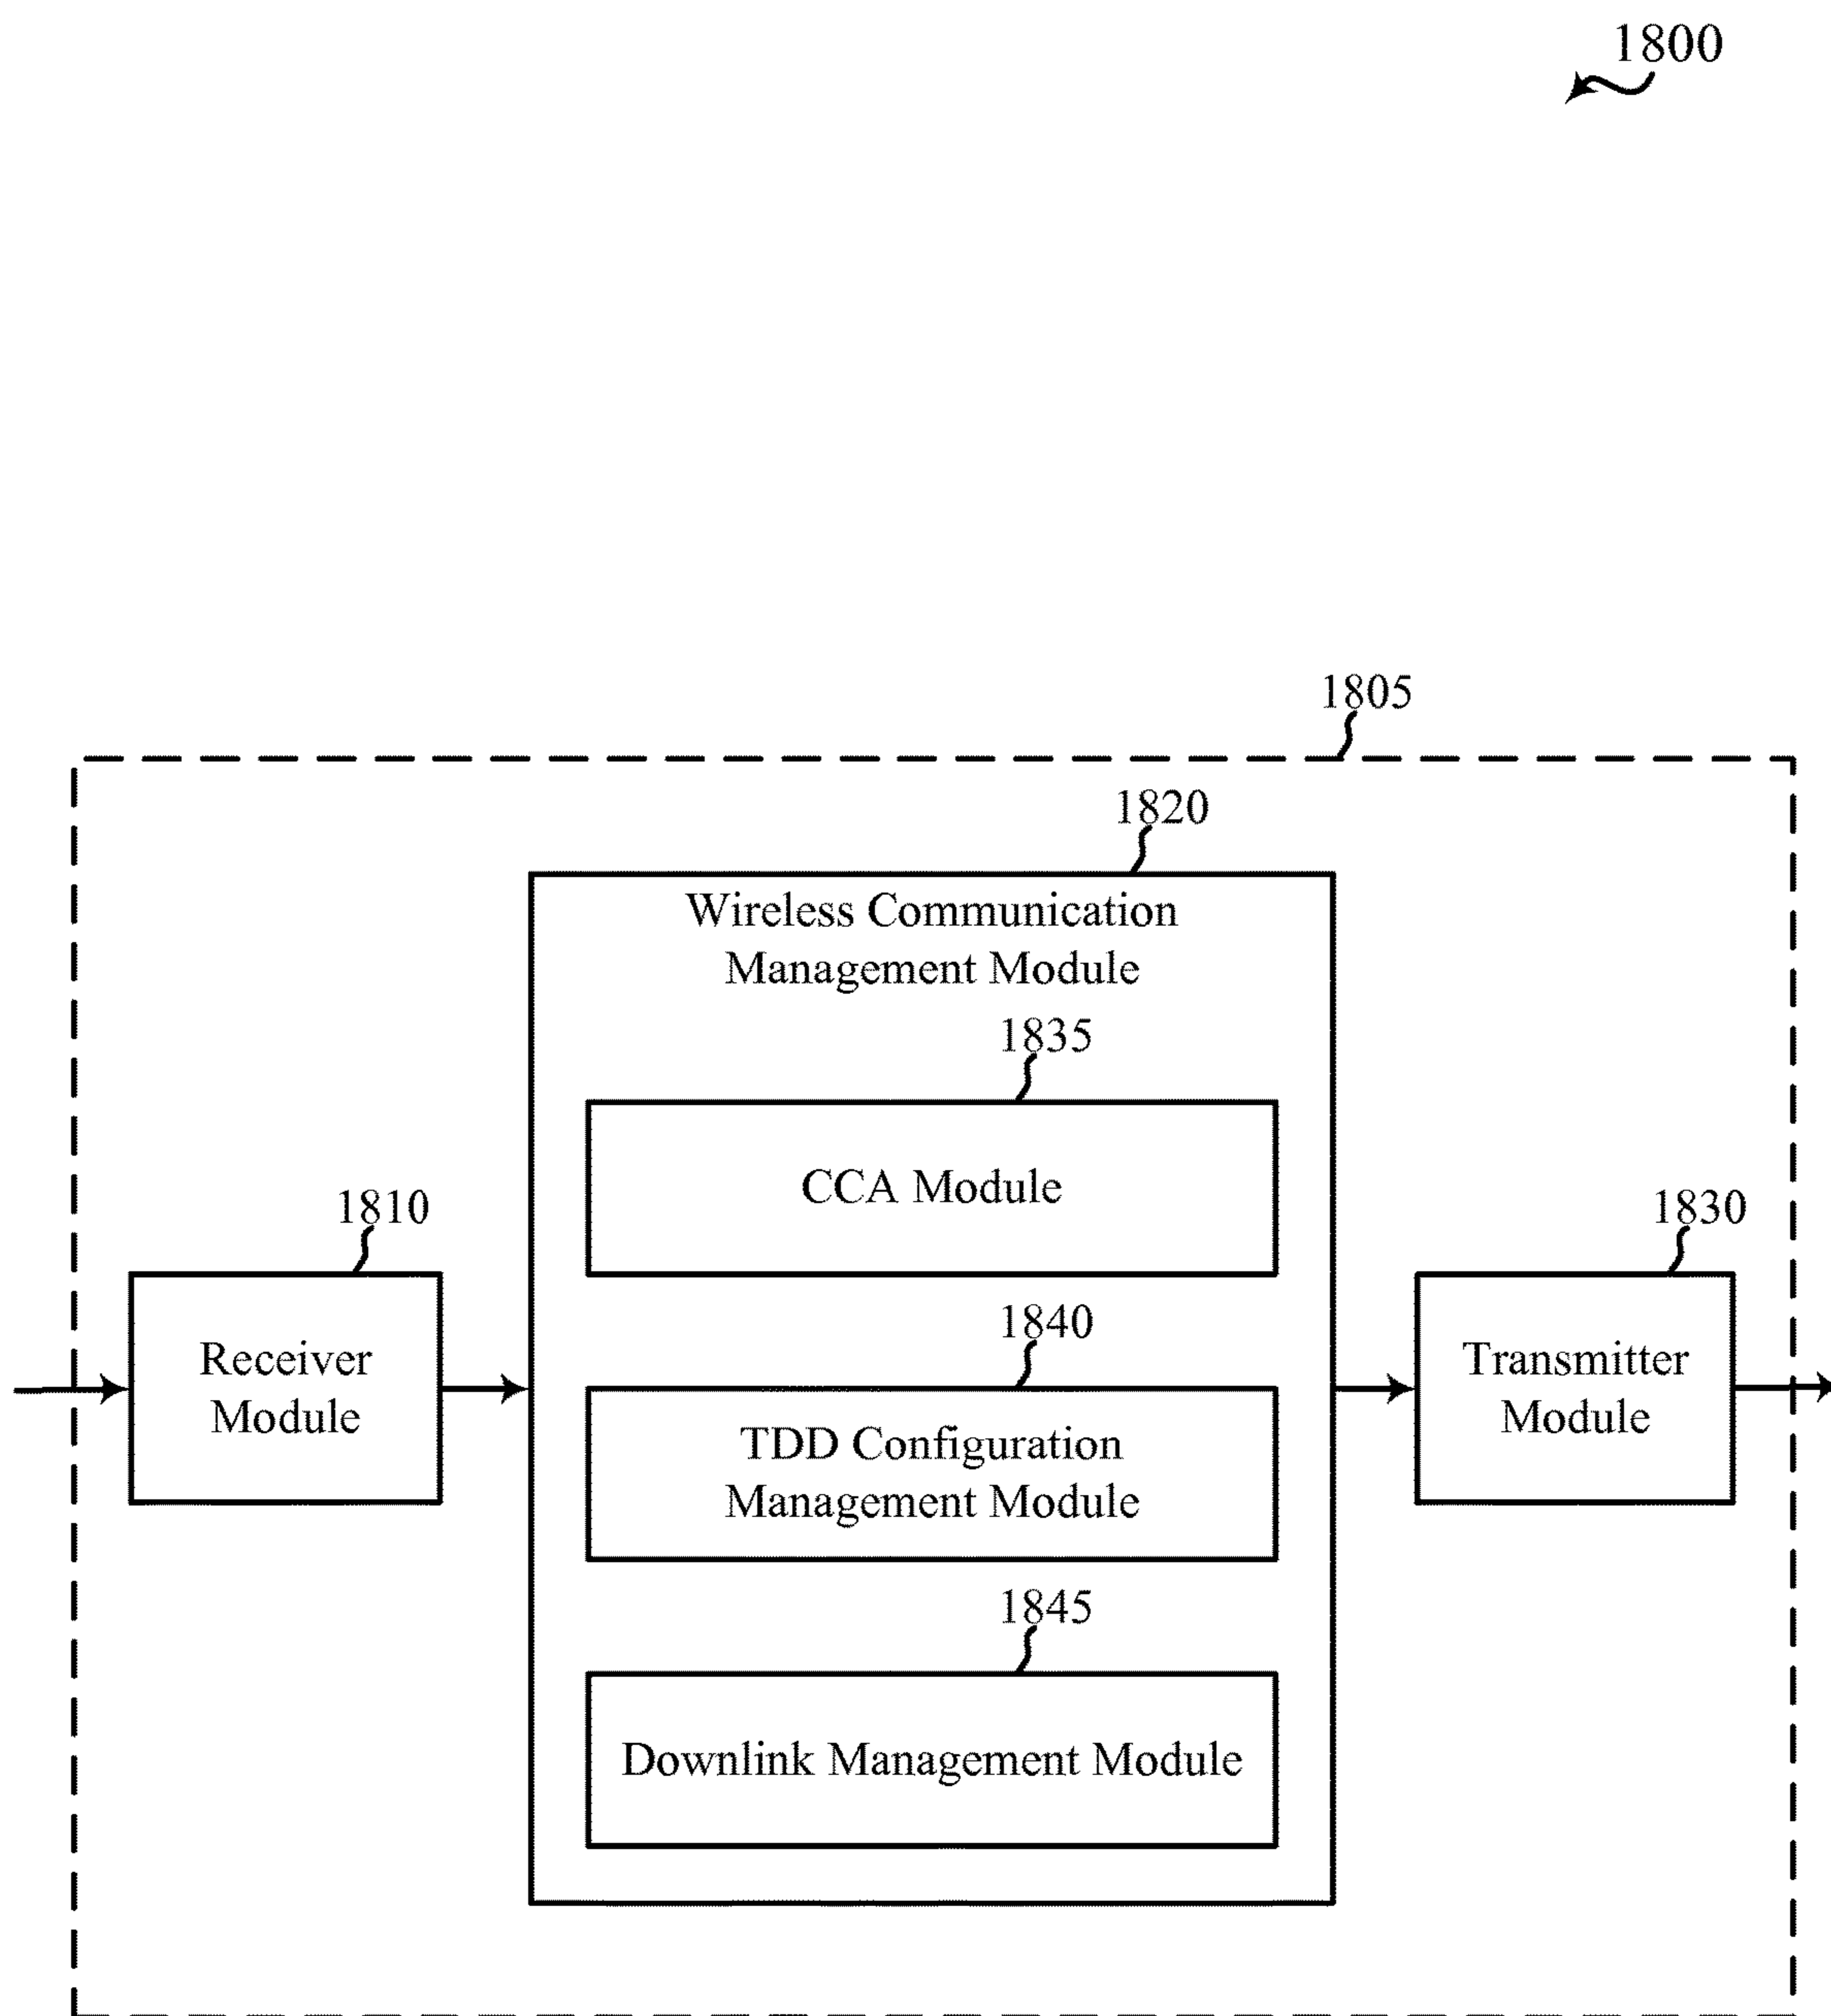 1800
1805
1820
Wireless Communication
Management Module
1835
CCA Module
1810
Receiver
Module
1840
TDD Configuration
Management Module
1830
Transmitter
Module
1845
Downlink Management Module